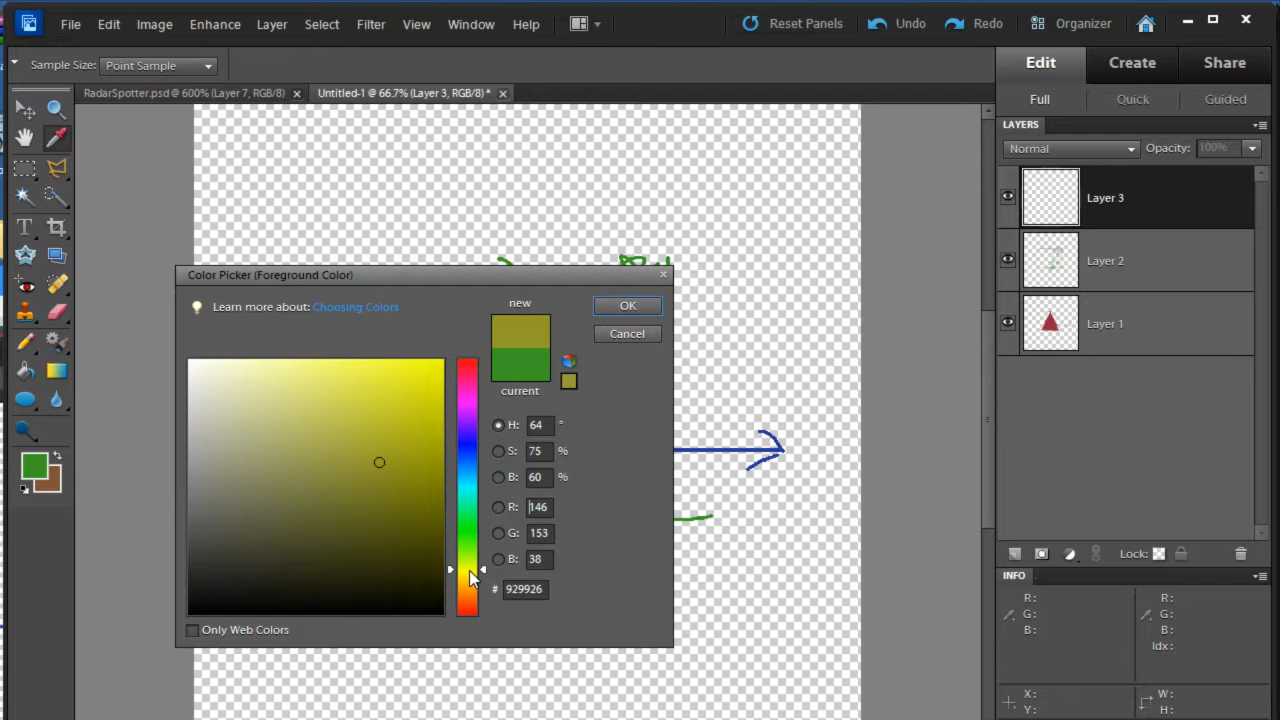 File Edit Image Enhance Layer Select Filter View Window Help Reset Panels Undo Redo Organizer
Sample Size: Point Sample
Edit Create Share
RadarSpotter.psd @ 600% (Layer 7, RGB/8) Untitled-1 @ 66.7% (Layer 3, RGB/8) *
Full Quick Guided
LAYERS
Normal Opacity: 100%
Layer 3
Layer 2
Layer 1
Color Picker (Foreground Color)
Learn more about: Choosing Colors
new
OK
Cancel
current
H: 64 °
S: 75 %
B: 60 %
R: 146
G: 153
B: 38
# 929926
Only Web Colors
Lock:
INFO
R: R:
G: G:
B: B:
Idx:
X: W:
Y: H: